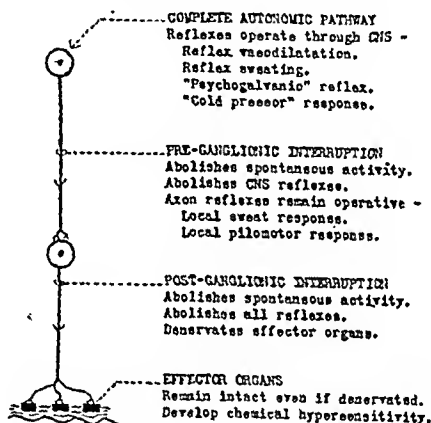 COMPLETE AUTONOMIC PATHWAY
Reflexes operate through CNS -
Reflex vasodilatation.
Reflex sweating.
"Psychogalvanic" reflex.
"Cold pressor" response.
PRE-GANGLIONIC INTERRUPTION
Abolishes spontaneous activity.
Abolishes CNS reflexes.
Axon reflexes remain operative -
Local sweat response.
Local pilomotor response.
POST-GANGLIONIC INTERRUPTION
Abolishes spontaneous activity.
Abolishes all reflexes.
Denervates effector organs.
EFFECTOR ORGANS
Remain intact even if denervated.
Develop chemical hypersensitivity.